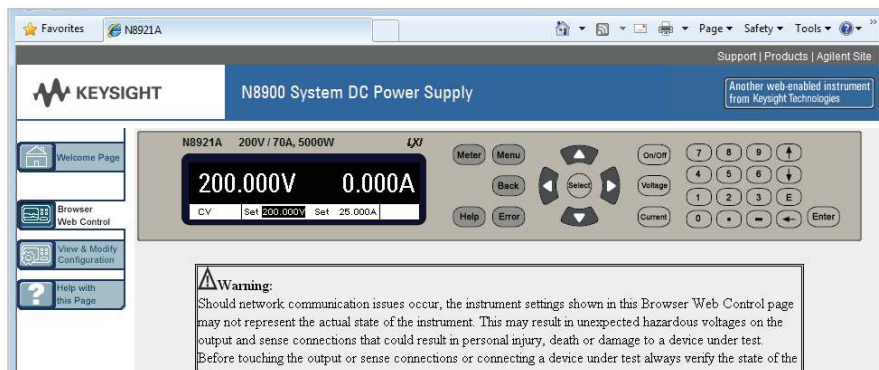 Favorites N8921A Page Safety Tools
Support | Products | Agilent Site
KEYSIGHT N8900 System DC Power Supply
Another web-enabled instrument
from Keysight Technologies
Welcome Page
Browser
Web Control
View & Modify
Configuration
Help with
this Page
N8921A 200V / 70A, 5000W LXI
200.000V 0.000A
CV Set 200.000V Set 25.000A
Meter Menu
Back
Help Error
Select
On/Off
Voltage
Current
7 8 9
4 5 6
1 2 3 E
0 . - Enter
Warning:
Should network communication issues occur, the instrument settings shown in this Browser Web Control page
may not represent the actual state of the instrument. This may result in unexpected hazardous voltages on the
output and sense connections that could result in personal injury, death or damage to a device under test.
Before touching the output or sense connections or connecting a device under test always verify the state of the